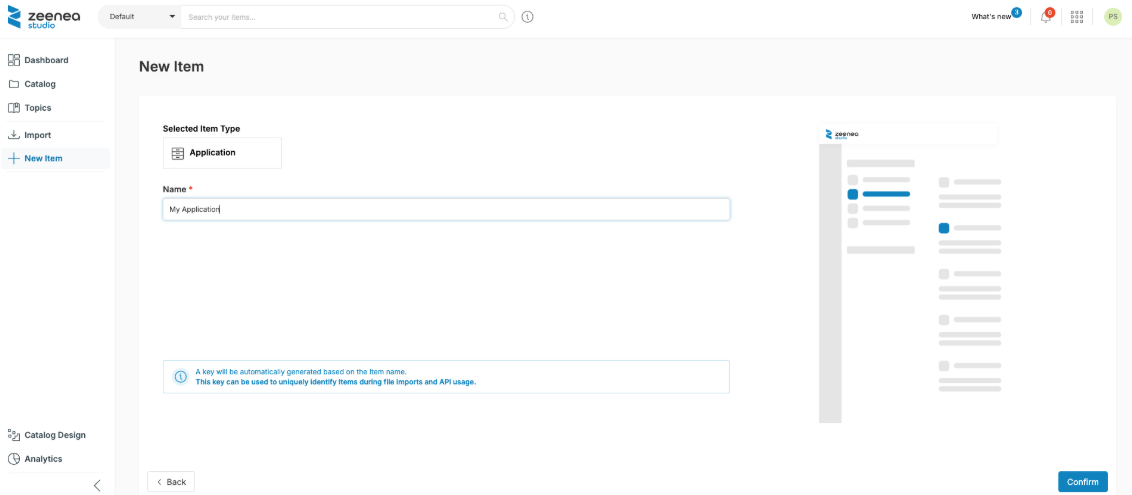 zeenea
studio
Default
Search your items...
What's new
3
0
PS
Dashboard
Catalog
Topics
Import
New Item
Catalog Design
Analytics
New Item
Selected Item Type
Application
Name *
My Application
A key will be automatically generated based on the Item name.
This key can be used to uniquely identify Items during file imports and API usage.
zeenea
studio
Back
Confirm